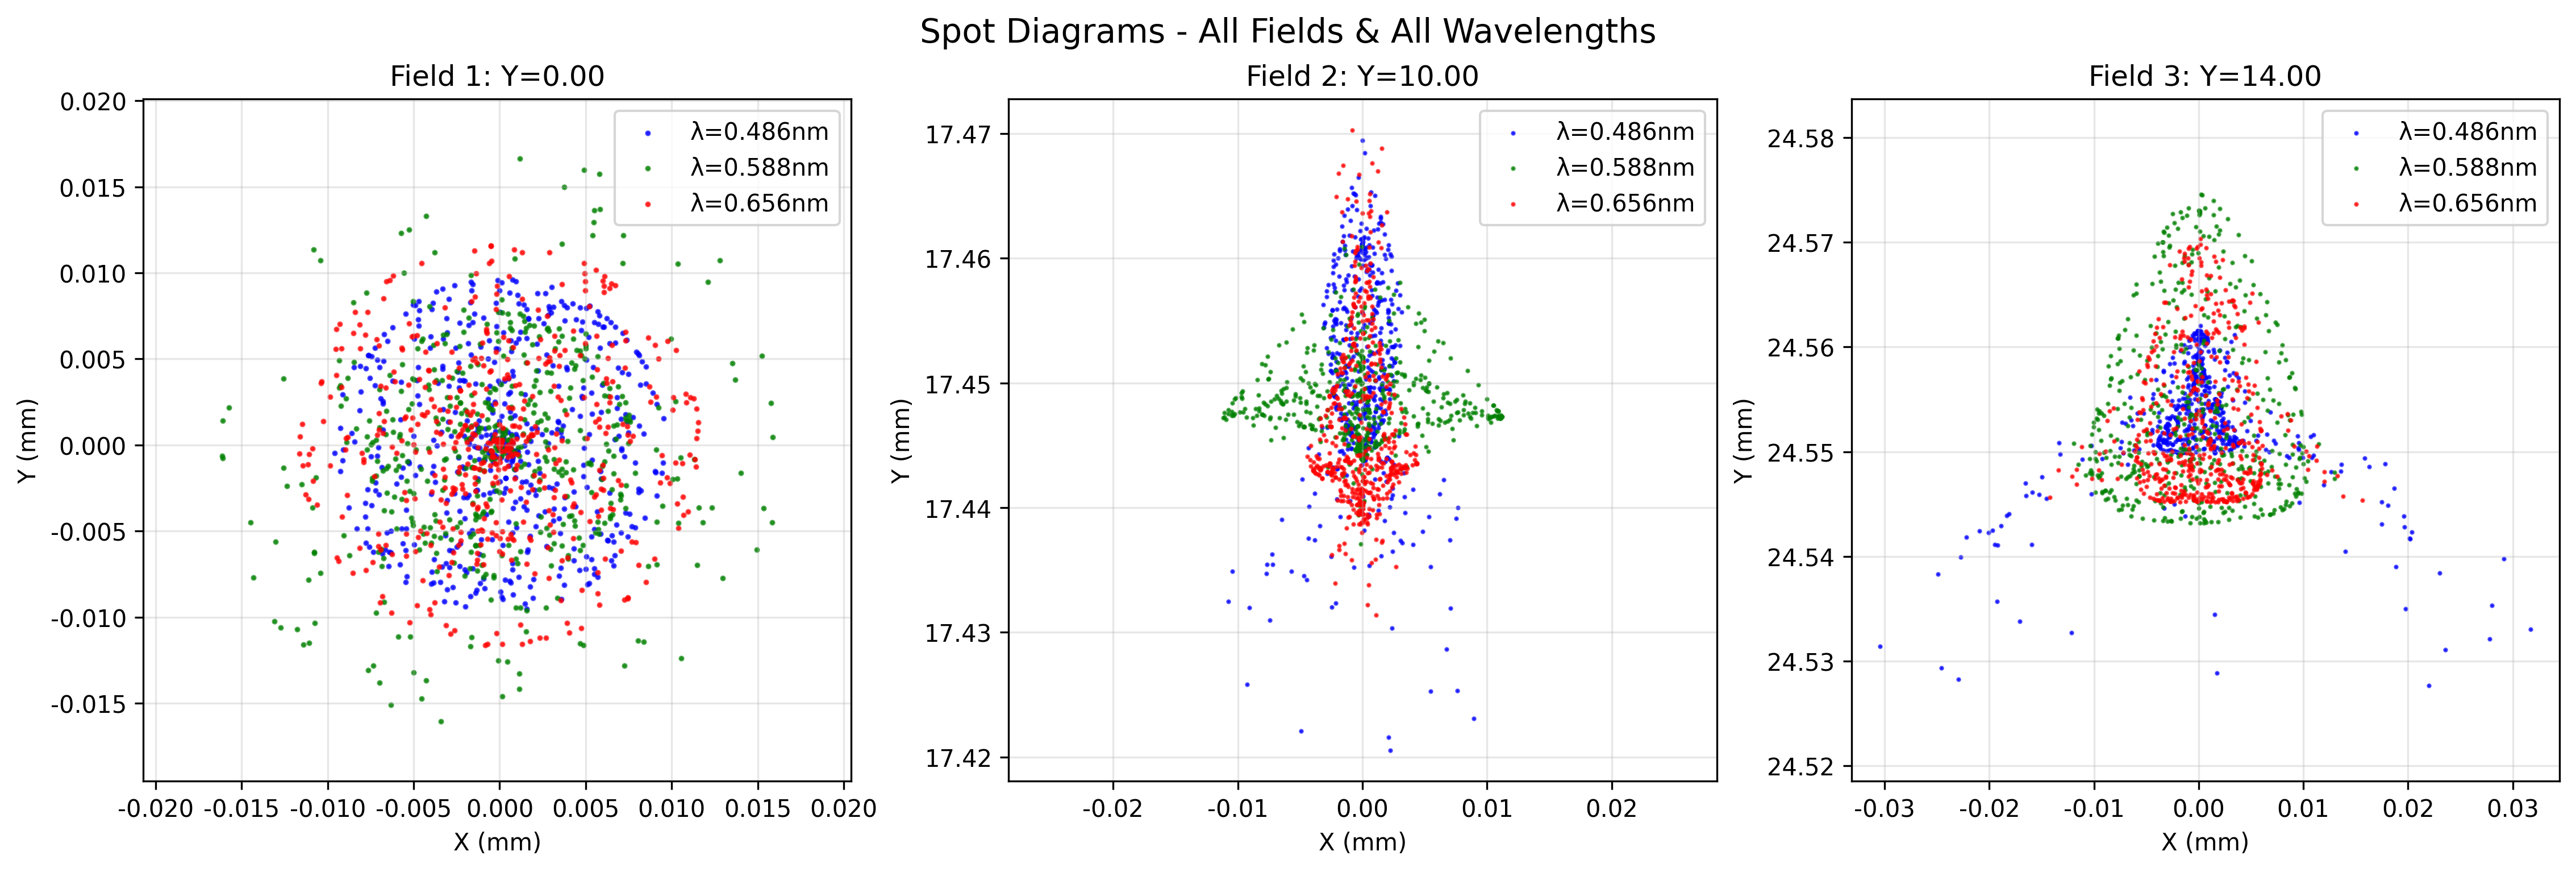 Spot Diagrams - All Fields & All Wavelengths
Field 1: Y=0.00
λ=0.486nm
λ=0.588nm
λ=0.656nm
0.020
0.015
0.010
0.005
0.000
-0.005
-0.010
-0.015
Y (mm)
-0.020 -0.015 -0.010 -0.005 0.000 0.005 0.010 0.015 0.020
X (mm)
Field 2: Y=10.00
λ=0.486nm
λ=0.588nm
λ=0.656nm
17.47
17.46
17.45
17.44
17.43
17.42
Y (mm)
-0.02 -0.01 0.00 0.01 0.02
X (mm)
Field 3: Y=14.00
λ=0.486nm
λ=0.588nm
λ=0.656nm
24.58
24.57
24.56
24.55
24.54
24.53
24.52
Y (mm)
-0.03 -0.02 -0.01 0.00 0.01 0.02 0.03
X (mm)